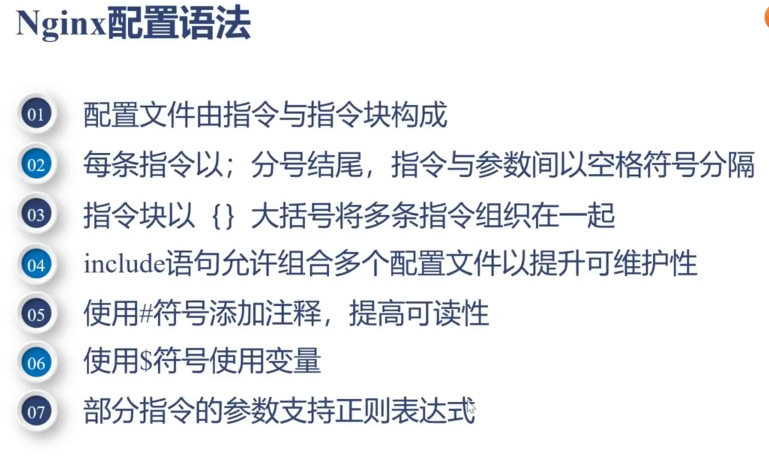 Nginx配置语法
01 配置文件由指令与指令块构成
02 每条指令以；分号结尾，指令与参数间以空格符号分隔
03 指令块以｛｝大括号将多条指令组织在一起
04 include语句允许组合多个配置文件以提升可维护性
05 使用#符号添加注释，提高可读性
06 使用$符号使用变量
07 部分指令的参数支持正则表达式